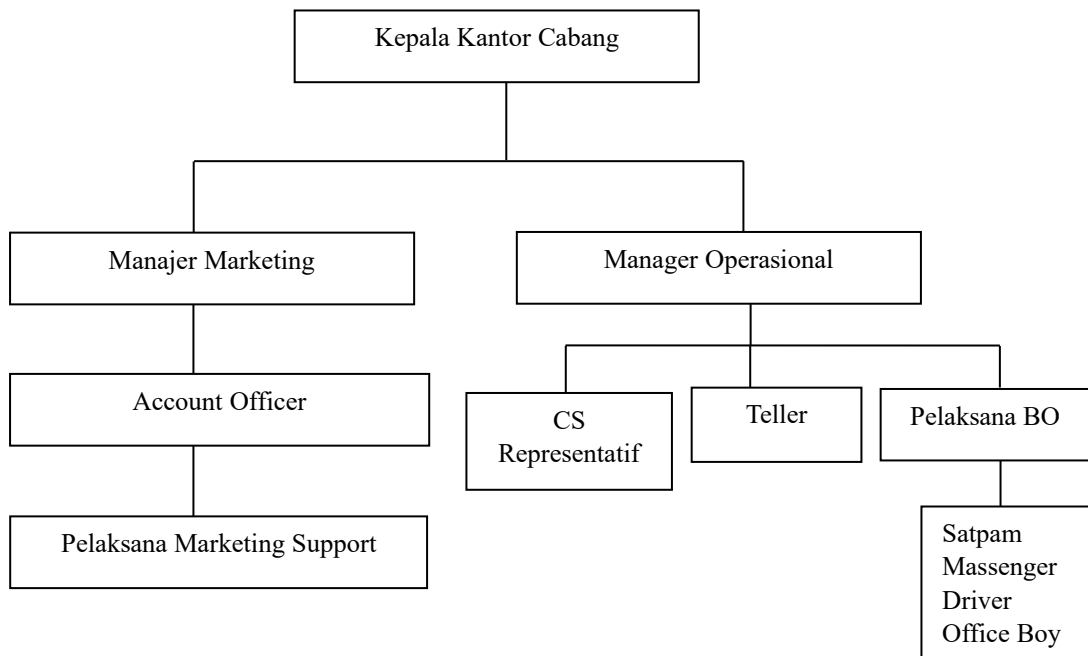 Kepala Kantor Cabang
Manajer Marketing
Manager Operasional
Account Officer
CS
Representatif
Teller
Pelaksana BO
Pelaksana Marketing Support
Satpam
Massenger
Driver
Office Boy